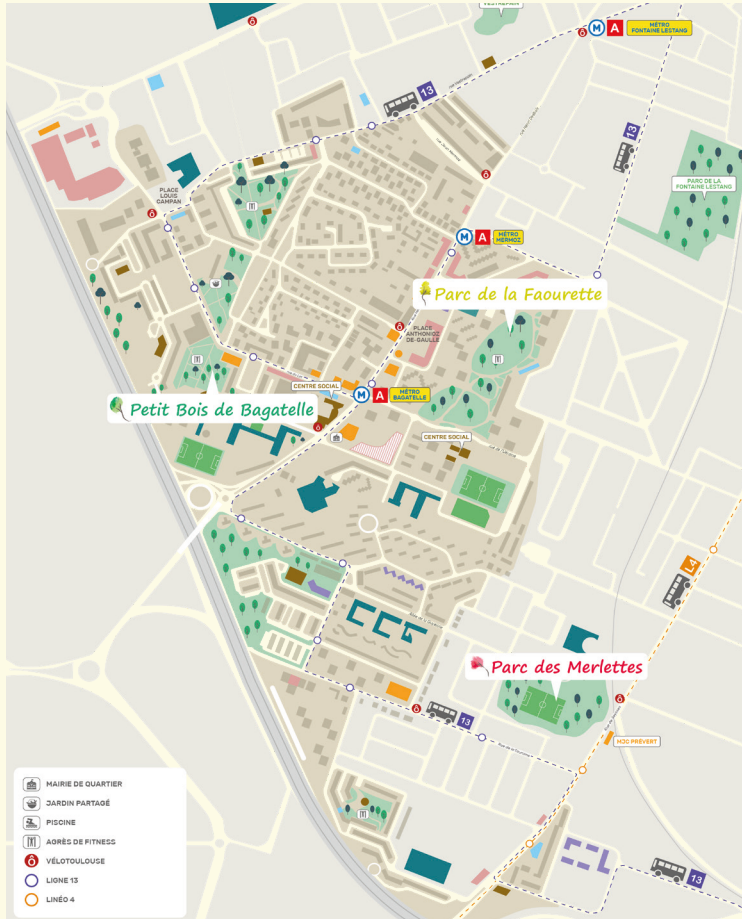 VESTREPAIN
M A MÉTRO
FONTAINE LESTANG
13
13
PARC DE LA
FONTAINE LESTANG
PLACE
LOUIS
CAMPAN
M A MÉTRO
MERMOZ
Parc de la Faourette
PLACE
ANTHONIOZ
DE-GAULLE
CENTRE SOCIAL
M A MÉTRO
BAGATELLE
Petit Bois de Bagatelle
CENTRE SOCIAL
L4
Parc des Merlettes
13
MJC PRÉVERT
MAIRIE DE QUARTIER
JARDIN PARTAGÉ
PISCINE
AGRÈS DE FITNESS
VÉLOTOULOUSE
LIGNE 13
LINÉO 4
13